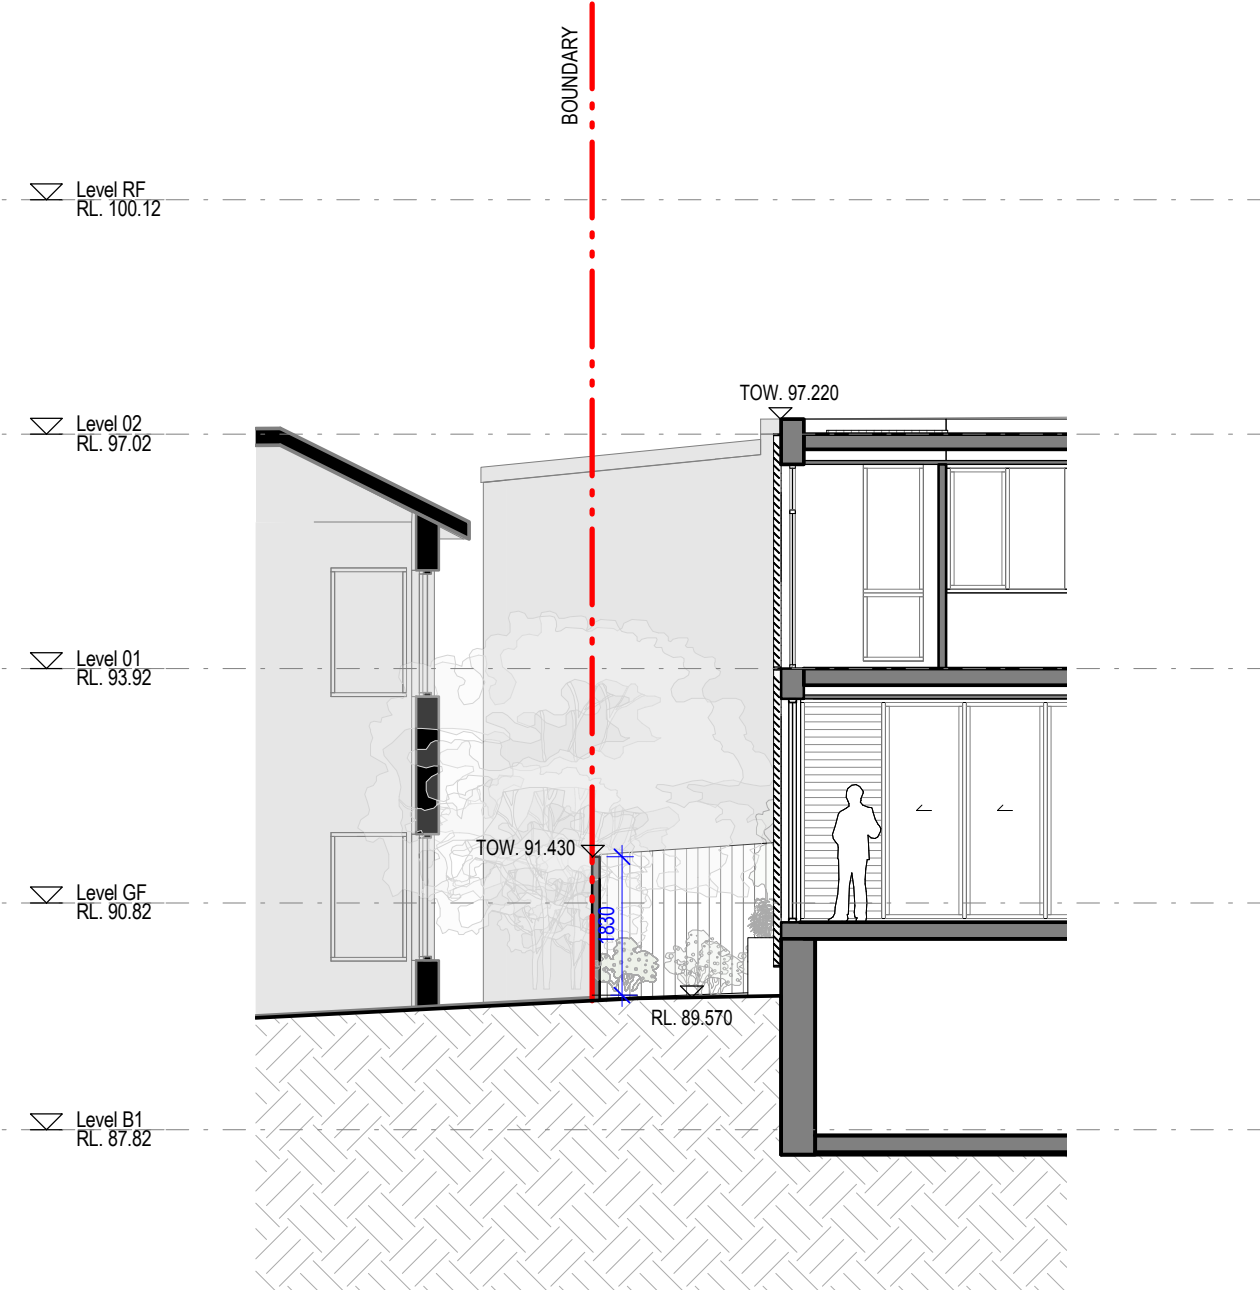 BOUNDARY
Level RF
RL. 100.12
TOW. 97.220
Level 02
RL. 97.02
Level 01
RL. 93.92
TOW. 91.430
Level GF
RL. 90.82
1830
RL. 89.570
Level B1
RL. 87.82